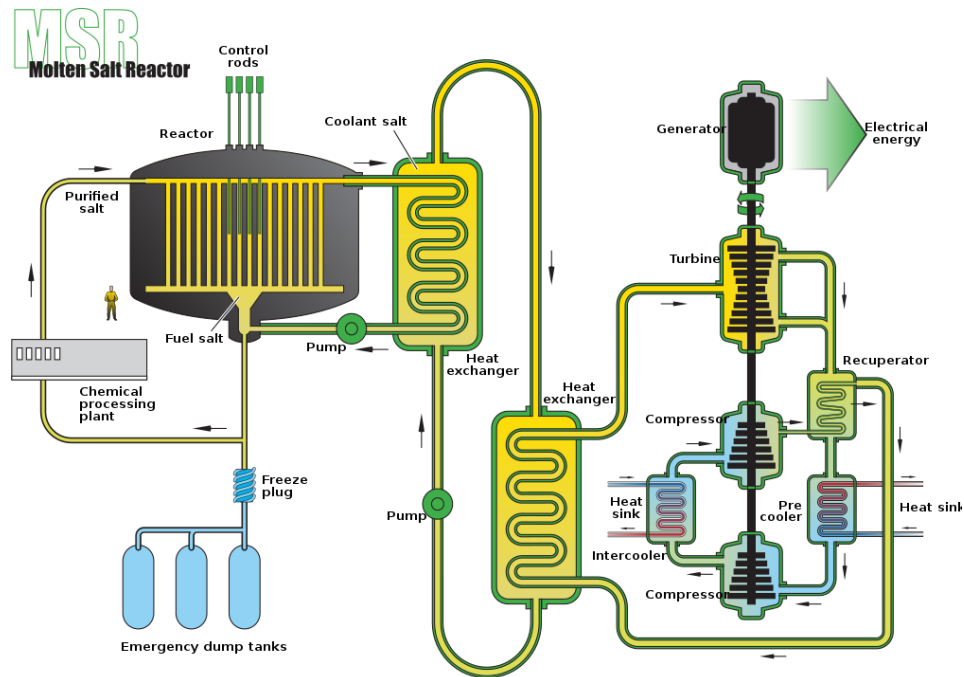 MSR
Molten Salt Reactor
Control
rods
Reactor
Coolant salt
Purified
salt
Fuel salt
Pump
Heat
exchanger
Chemical
processing
plant
Freeze
plug
Emergency dump tanks
Pump
Heat
exchanger
Generator
Electrical
energy
Turbine
Recuperator
Compressor
Heat
sink
Pre
cooler
Heat sink
Intercooler
Compressor